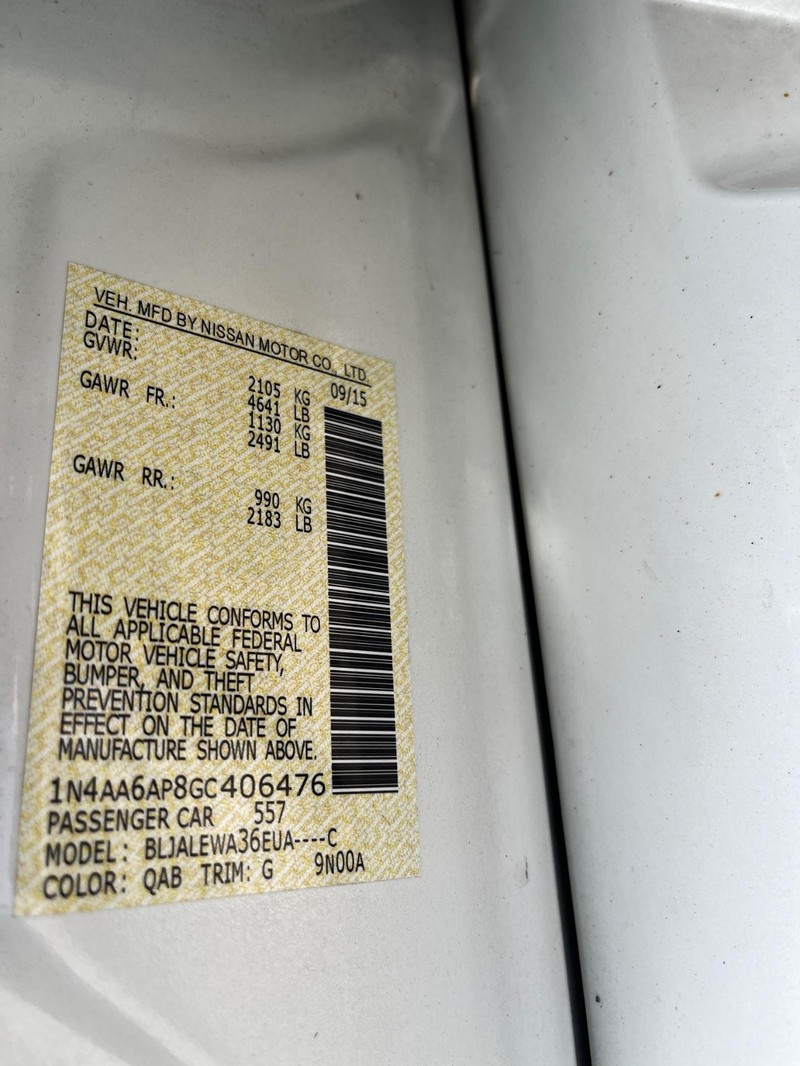 VEH. MFD BY NISSAN MOTOR CO., LTD.
DATE: 09/15
GVWR: 2105 KG
4641 LB
GAWR FR.: 1130 KG
2491 LB
GAWR RR.: 990 KG
2183 LB
THIS VEHICLE CONFORMS TO
ALL APPLICABLE FEDERAL
MOTOR VEHICLE SAFETY,
BUMPER, AND THEFT
PREVENTION STANDARDS IN
EFFECT ON THE DATE OF
MANUFACTURE SHOWN ABOVE.
1N4AA6AP8GC406476
PASSENGER CAR 557
MODEL: BLJALEWA36EUA----C
COLOR: QAB TRIM: G 9N00A